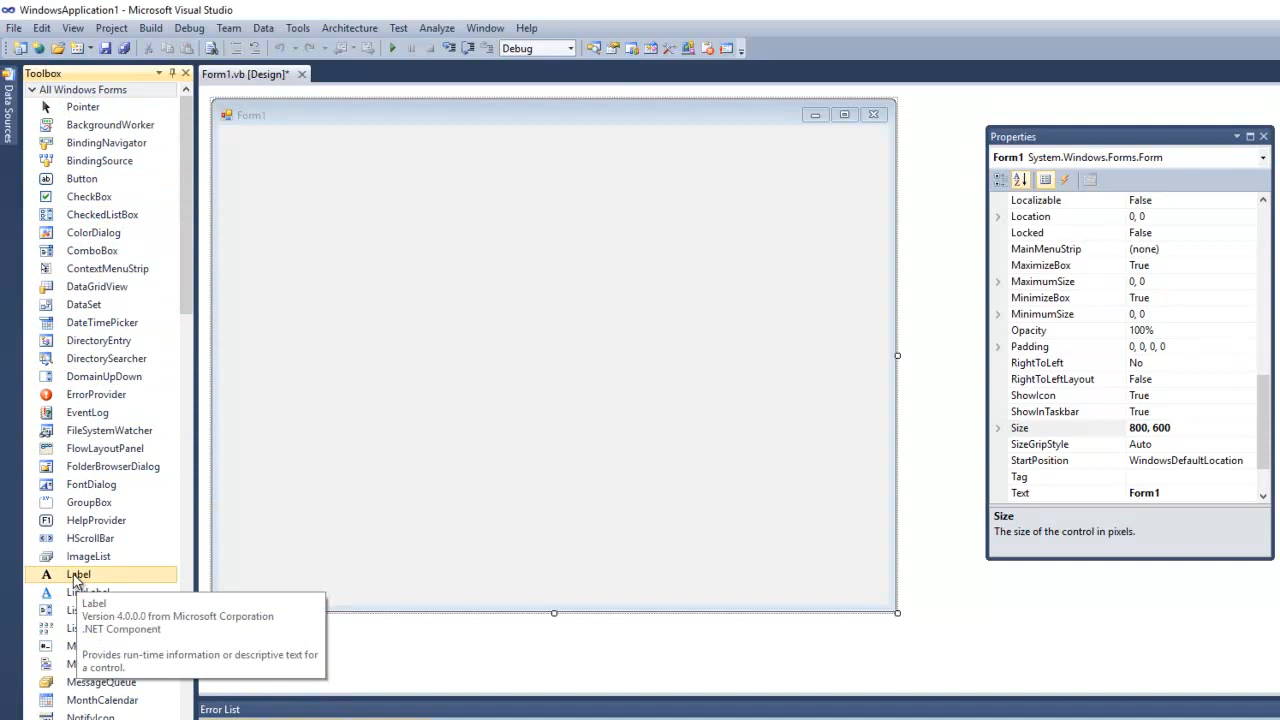 WindowsApplication1 - Microsoft Visual Studio
File Edit View Project Build Debug Team Data Tools Architecture Test Analyze Window Help
Debug
Data Sources
Toolbox
All Windows Forms
Pointer
BackgroundWorker
BindingNavigator
BindingSource
Button
CheckBox
CheckedListBox
ColorDialog
ComboBox
ContextMenuStrip
DataGridView
DataSet
DateTimePicker
DirectoryEntry
DirectorySearcher
DomainUpDown
ErrorProvider
EventLog
FileSystemWatcher
FlowLayoutPanel
FolderBrowserDialog
FontDialog
GroupBox
HelpProvider
HScrollBar
ImageList
Label
MessageQueue
MonthCalendar
NotifyIcon
Label
Version 4.0.0.0 from Microsoft Corporation
.NET Component
Provides run-time information or descriptive text for
a control.
Form1.vb [Design]*
Form1
Properties
Form1 System.Windows.Forms.Form
Localizable False
Location 0, 0
Locked False
MainMenuStrip (none)
MaximizeBox True
MaximumSize 0, 0
MinimizeBox True
MinimumSize 0, 0
Opacity 100%
Padding 0, 0, 0, 0
RightToLeft No
RightToLeftLayout False
ShowIcon True
ShowInTaskbar True
Size 800, 600
SizeGripStyle Auto
StartPosition WindowsDefaultLocation
Tag
Text Form1
Size
The size of the control in pixels.
Error List